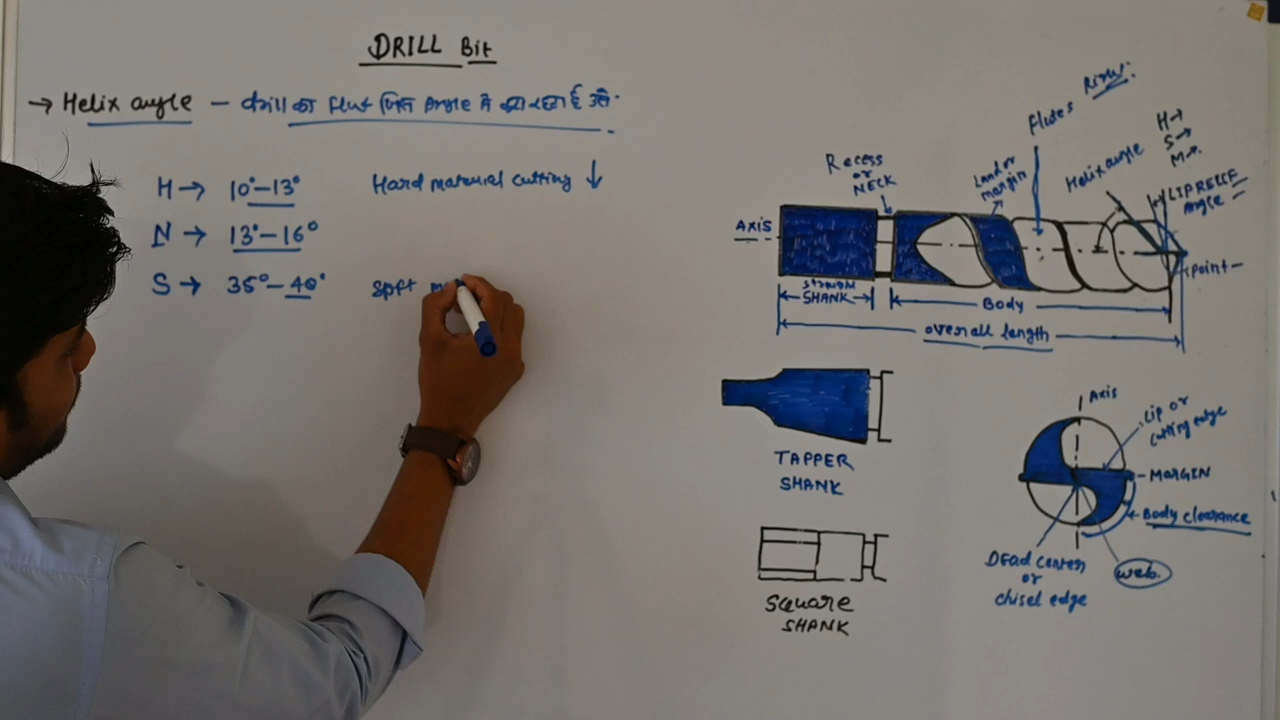 DRILL Bit
→ Helix angle – drill का flut जिस Angle में
H → 10°–13° Hard material cutting ↓
N → 13°–16°
S → 35°–40° soft
Flutes
Helix angle
H→
S→
LIP RELIEF
Angle
Recess
or
NECK
Land or
margin
AXIS
point
SHANK
Body
overall length
TAPPER
SHANK
Square
SHANK
Axis
Lip or
cutting edge
MARGIN
Body clearance
web.
Dead center
or
chisel edge